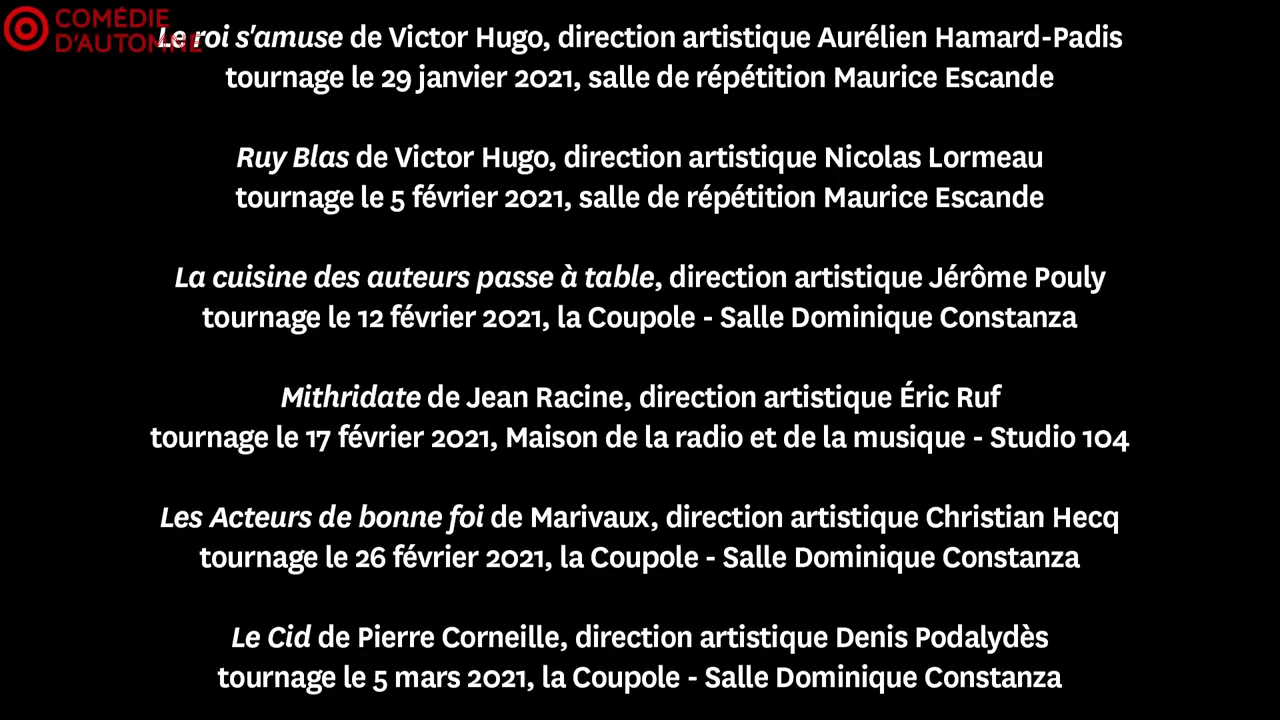 COMÉDIE
D'AUTOMNE
Le roi s'amuse de Victor Hugo, direction artistique Aurélien Hamard-Padis
tournage le 29 janvier 2021, salle de répétition Maurice Escande
Ruy Blas de Victor Hugo, direction artistique Nicolas Lormeau
tournage le 5 février 2021, salle de répétition Maurice Escande
La cuisine des auteurs passe à table, direction artistique Jérôme Pouly
tournage le 12 février 2021, la Coupole - Salle Dominique Constanza
Mithridate de Jean Racine, direction artistique Éric Ruf
tournage le 17 février 2021, Maison de la radio et de la musique - Studio 104
Les Acteurs de bonne foi de Marivaux, direction artistique Christian Hecq
tournage le 26 février 2021, la Coupole - Salle Dominique Constanza
Le Cid de Pierre Corneille, direction artistique Denis Podalydès
tournage le 5 mars 2021, la Coupole - Salle Dominique Constanza